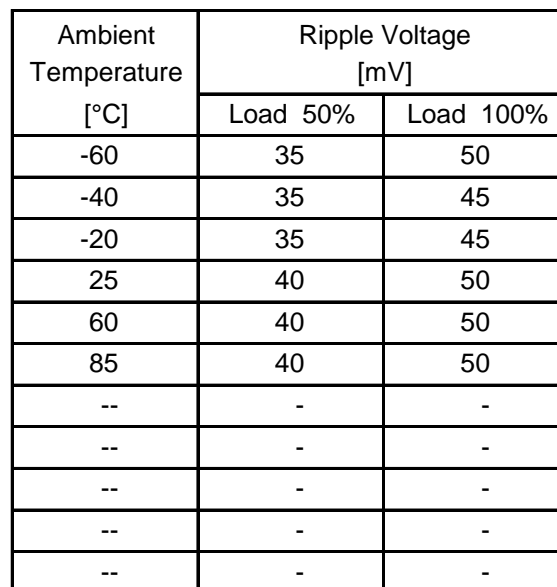 Ambient Temperature [°C] Ripple Voltage [mV]
Load 50% Load 100%
-60 35 50
-40 35 45
-20 35 45
25 40 50
60 40 50
85 40 50
-- - -
-- - -
-- - -
-- - -
-- - -